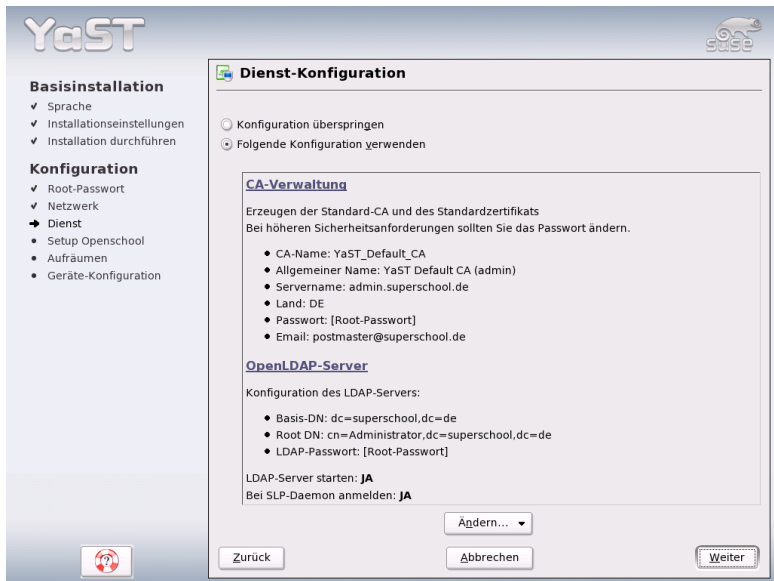 YaST
SUSE
Basisinstallation
Sprache
Installationseinstellungen
Installation durchführen
Konfiguration
Root-Passwort
Netzwerk
Dienst
Setup Openschool
Aufräumen
Geräte-Konfiguration
Dienst-Konfiguration
Konfiguration überspringen
Folgende Konfiguration verwenden
CA-Verwaltung
Erzeugen der Standard-CA und des Standardzertifikats
Bei höheren Sicherheitsanforderungen sollten Sie das Passwort ändern.
CA-Name: YaST_Default_CA
Allgemeiner Name: YaST Default CA (admin)
Servername: admin.superschool.de
Land: DE
Passwort: [Root-Passwort]
Email: postmaster@superschool.de
OpenLDAP-Server
Konfiguration des LDAP-Servers:
Basis-DN: dc=superschool,dc=de
Root DN: cn=Administrator,dc=superschool,dc=de
LDAP-Passwort: [Root-Passwort]
LDAP-Server starten: JA
Bei SLP-Daemon anmelden: JA
Ändern...
Zurück
Abbrechen
Weiter